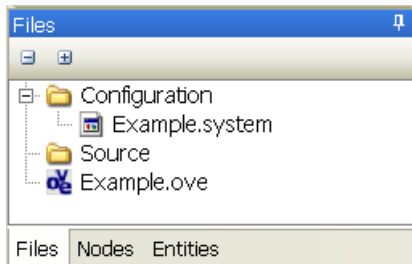 Files
Configuration
Example.system
Source
Example.ove
Files Nodes Entities